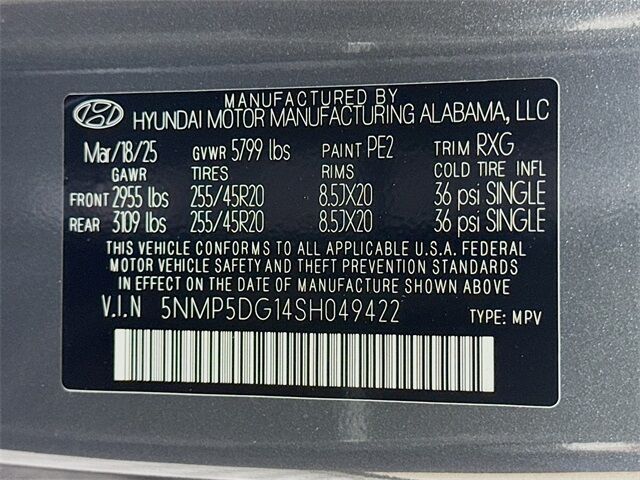 MANUFACTURED BY
HYUNDAI MOTOR MANUFACTURING ALABAMA, LLC
Mar/18/25 GVWR 5799 lbs PAINT PE2 TRIM RXG
GAWR TIRES RIMS COLD TIRE INFL
FRONT 2955 lbs 255/45R20 8.5JX20 36 psi SINGLE
REAR 3109 lbs 255/45R20 8.5JX20 36 psi SINGLE
THIS VEHICLE CONFORMS TO ALL APPLICABLE U.S.A. FEDERAL
MOTOR VEHICLE SAFETY AND THEFT PREVENTION STANDARDS
IN EFFECT ON THE DATE OF MANUFACTURE SHOWN ABOVE.
V.I.N 5NMP5DG14SH049422 TYPE: MPV